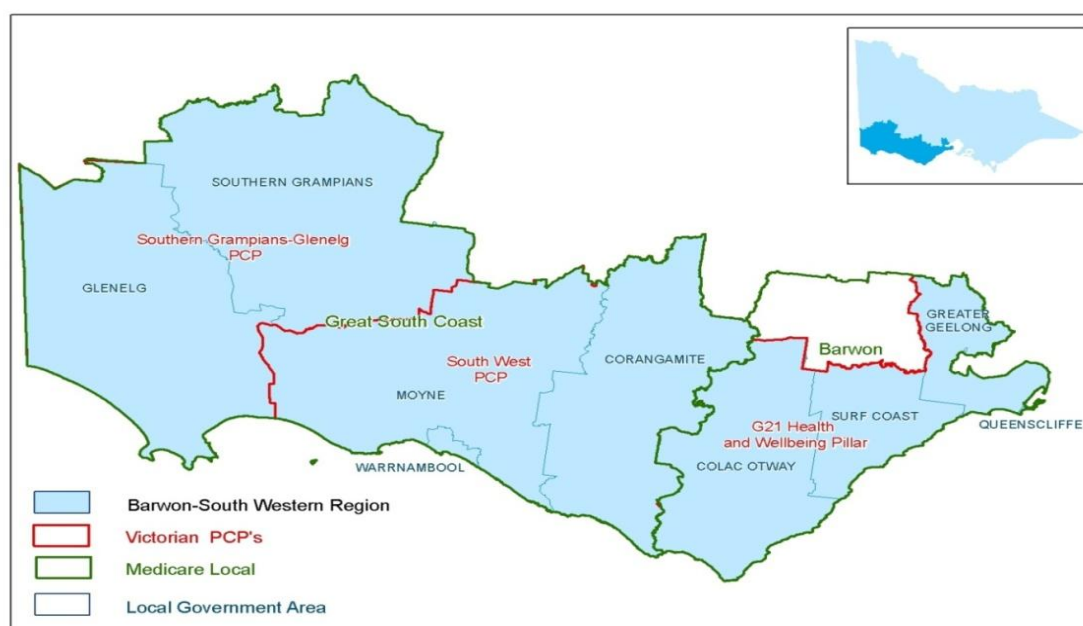 SOUTHERN GRAMPIANS
Southern Grampians-Glenelg
PCP
GLENELG
Great South Coast
GREATER
GEELONG
Barwon
CORANGAMITE
South West
PCP
MOYNE
SURF COAST
G21 Health
and Wellbeing Pillar
QUEENSCLIFFE
COLAC OTWAY
WARRNAMBOOL
Barwon-South Western Region
Victorian PCP's
Medicare Local
Local Government Area